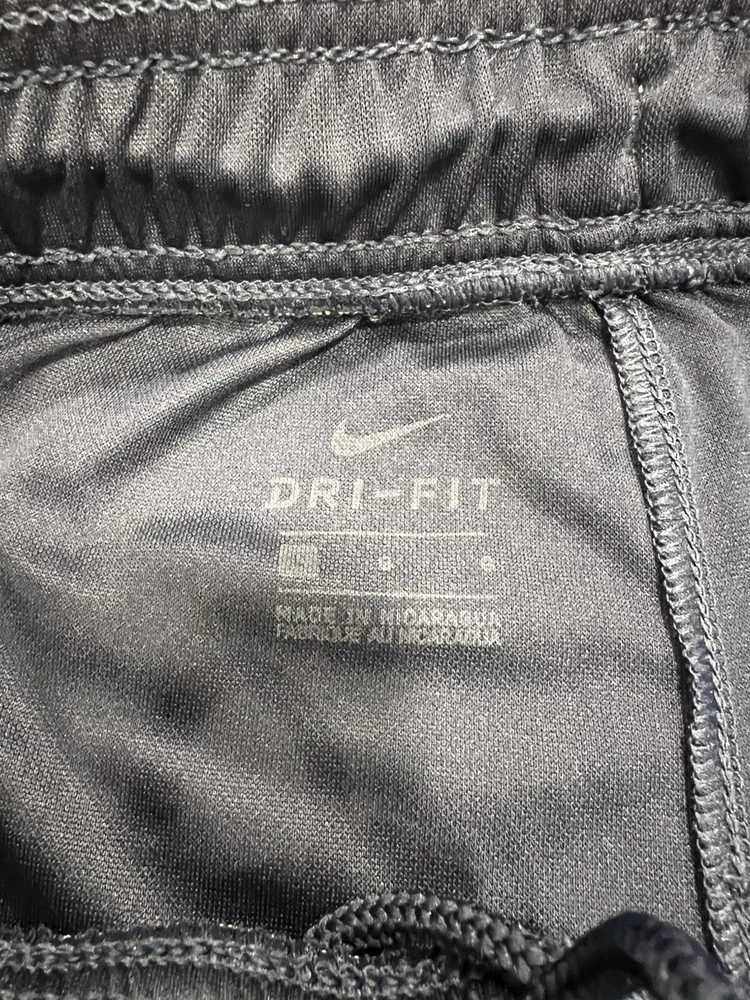 DRI-FIT
L G G
MADE IN NICARAGUA
FABRIQUÉ AU NICARAGUA